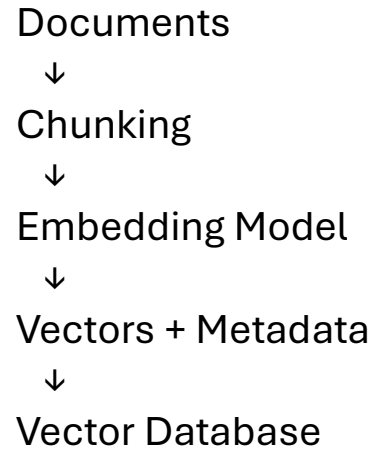 Documents
↓
Chunking
↓
Embedding Model
↓
Vectors + Metadata
↓
Vector Database